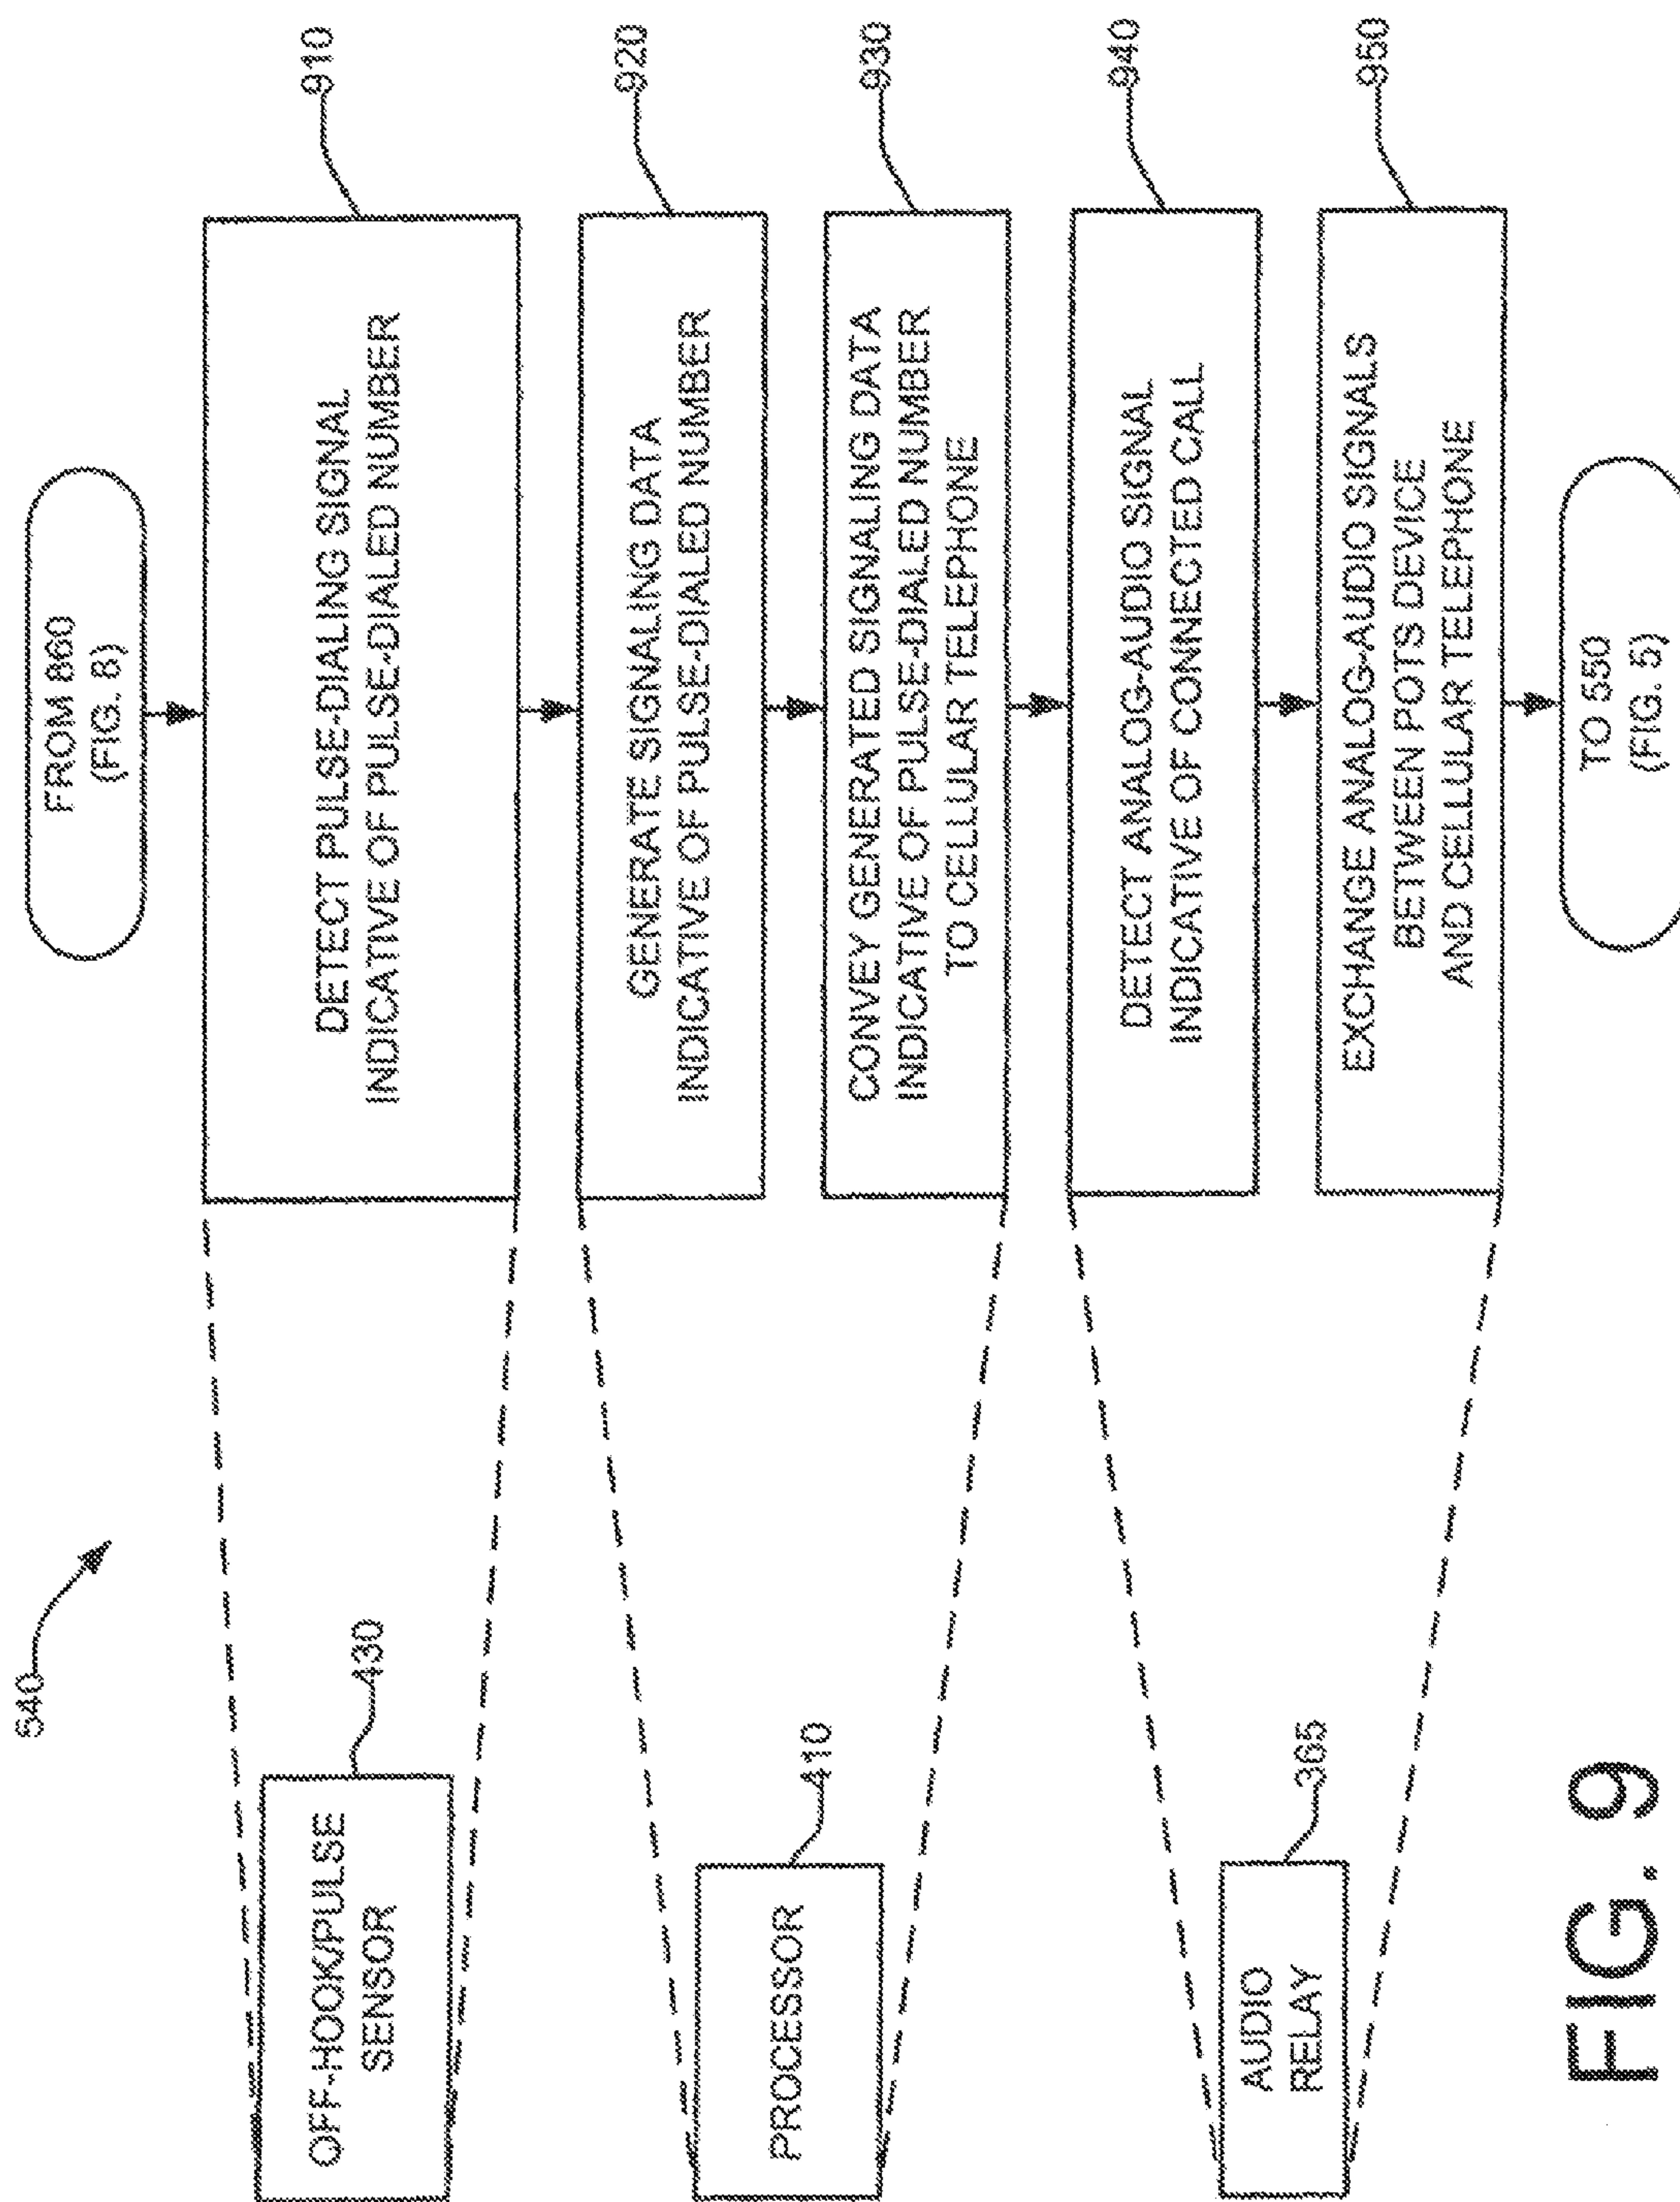 540
FROM 860
(FIG. 8)
OFF-HOOK/PULSE
SENSOR
430
DETECT PULSE-DIALING SIGNAL
INDICATIVE OF PULSE-DIALED NUMBER
910
PROCESSOR
410
GENERATE SIGNALING DATA
INDICATIVE OF PULSE-DIALED NUMBER
920
CONVEY GENERATED SIGNALING DATA
INDICATIVE OF PULSE-DIALED NUMBER
TO CELLULAR TELEPHONE
930
AUDIO
RELAY
365
DETECT ANALOG-AUDIO SIGNAL
INDICATIVE OF CONNECTED CALL
940
EXCHANGE ANALOG-AUDIO SIGNALS
BETWEEN POTS DEVICE
AND CELLULAR TELEPHONE
950
TO 550
(FIG. 5)
FIG. 9